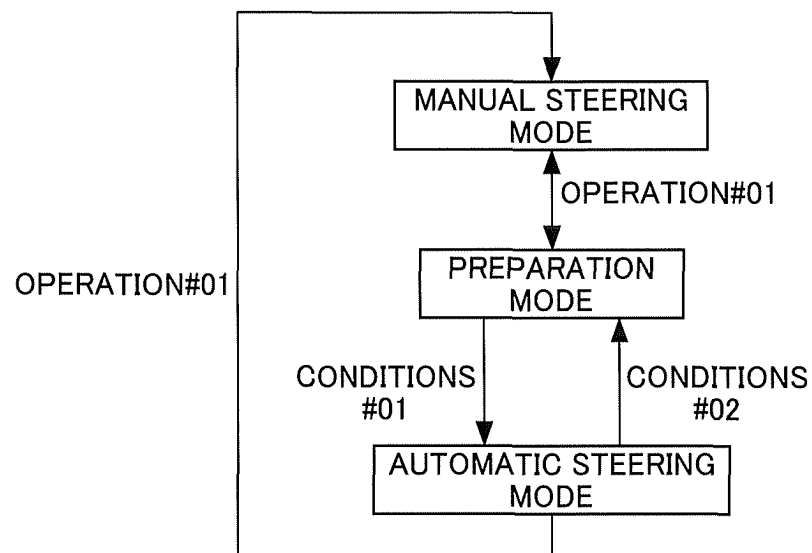 MANUAL STEERING
MODE
OPERATION#01
PREPARATION
MODE
OPERATION#01
CONDITIONS
#01
CONDITIONS
#02
AUTOMATIC STEERING
MODE